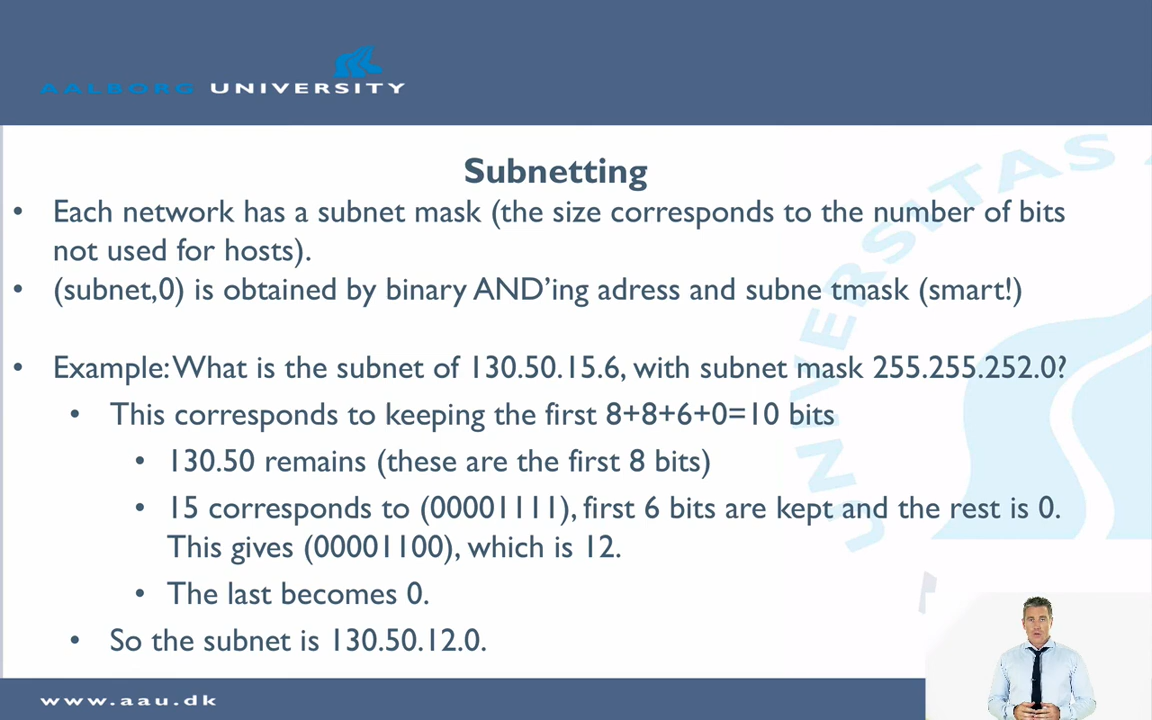 AALBORG UNIVERSITY
Subnetting
• Each network has a subnet mask (the size corresponds to the number of bits
not used for hosts).
• (subnet,0) is obtained by binary AND’ing adress and subne tmask (smart!)
• Example: What is the subnet of 130.50.15.6, with subnet mask 255.255.252.0?
• This corresponds to keeping the first 8+8+6+0=10 bits
• 130.50 remains (these are the first 8 bits)
• 15 corresponds to (00001111), first 6 bits are kept and the rest is 0.
This gives (00001100), which is 12.
• The last becomes 0.
• So the subnet is 130.50.12.0.
UNIVERSITAS A
www.aau.dk